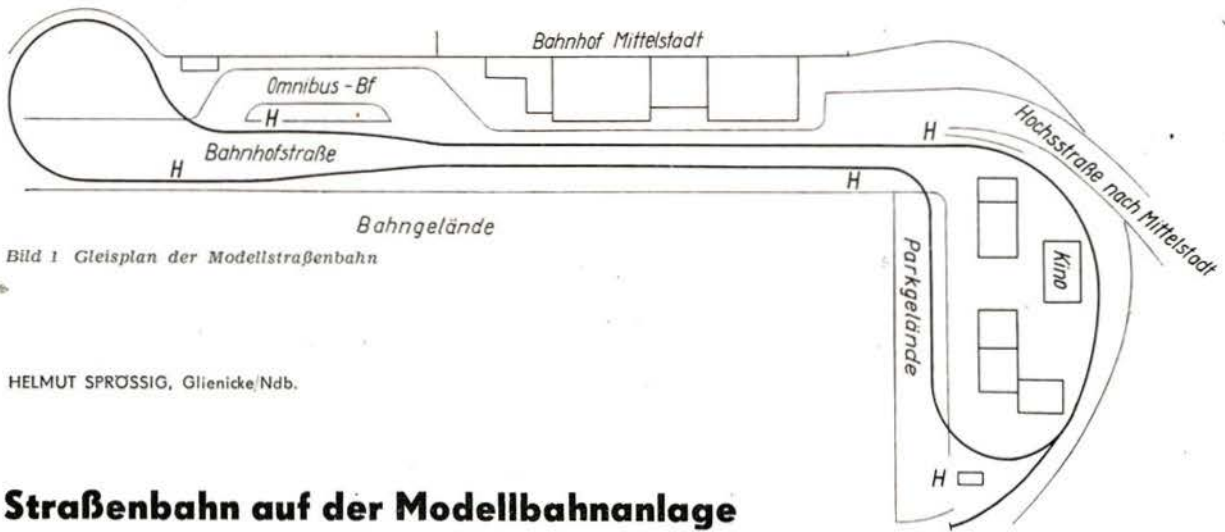 Bahnhof Mittelstadt
Omnibus - Bf
H
H
Bahnhofstraße
H
H
Hochsstraße nach Mittelstadt
Bahngelände
Kino
Parkgelände
H
Bild 1 Gleisplan der Modellstraßenbahn
HELMUT SPRÖSSIG, Glienicke/Ndb.
Straßenbahn auf der Modellbahnanlage